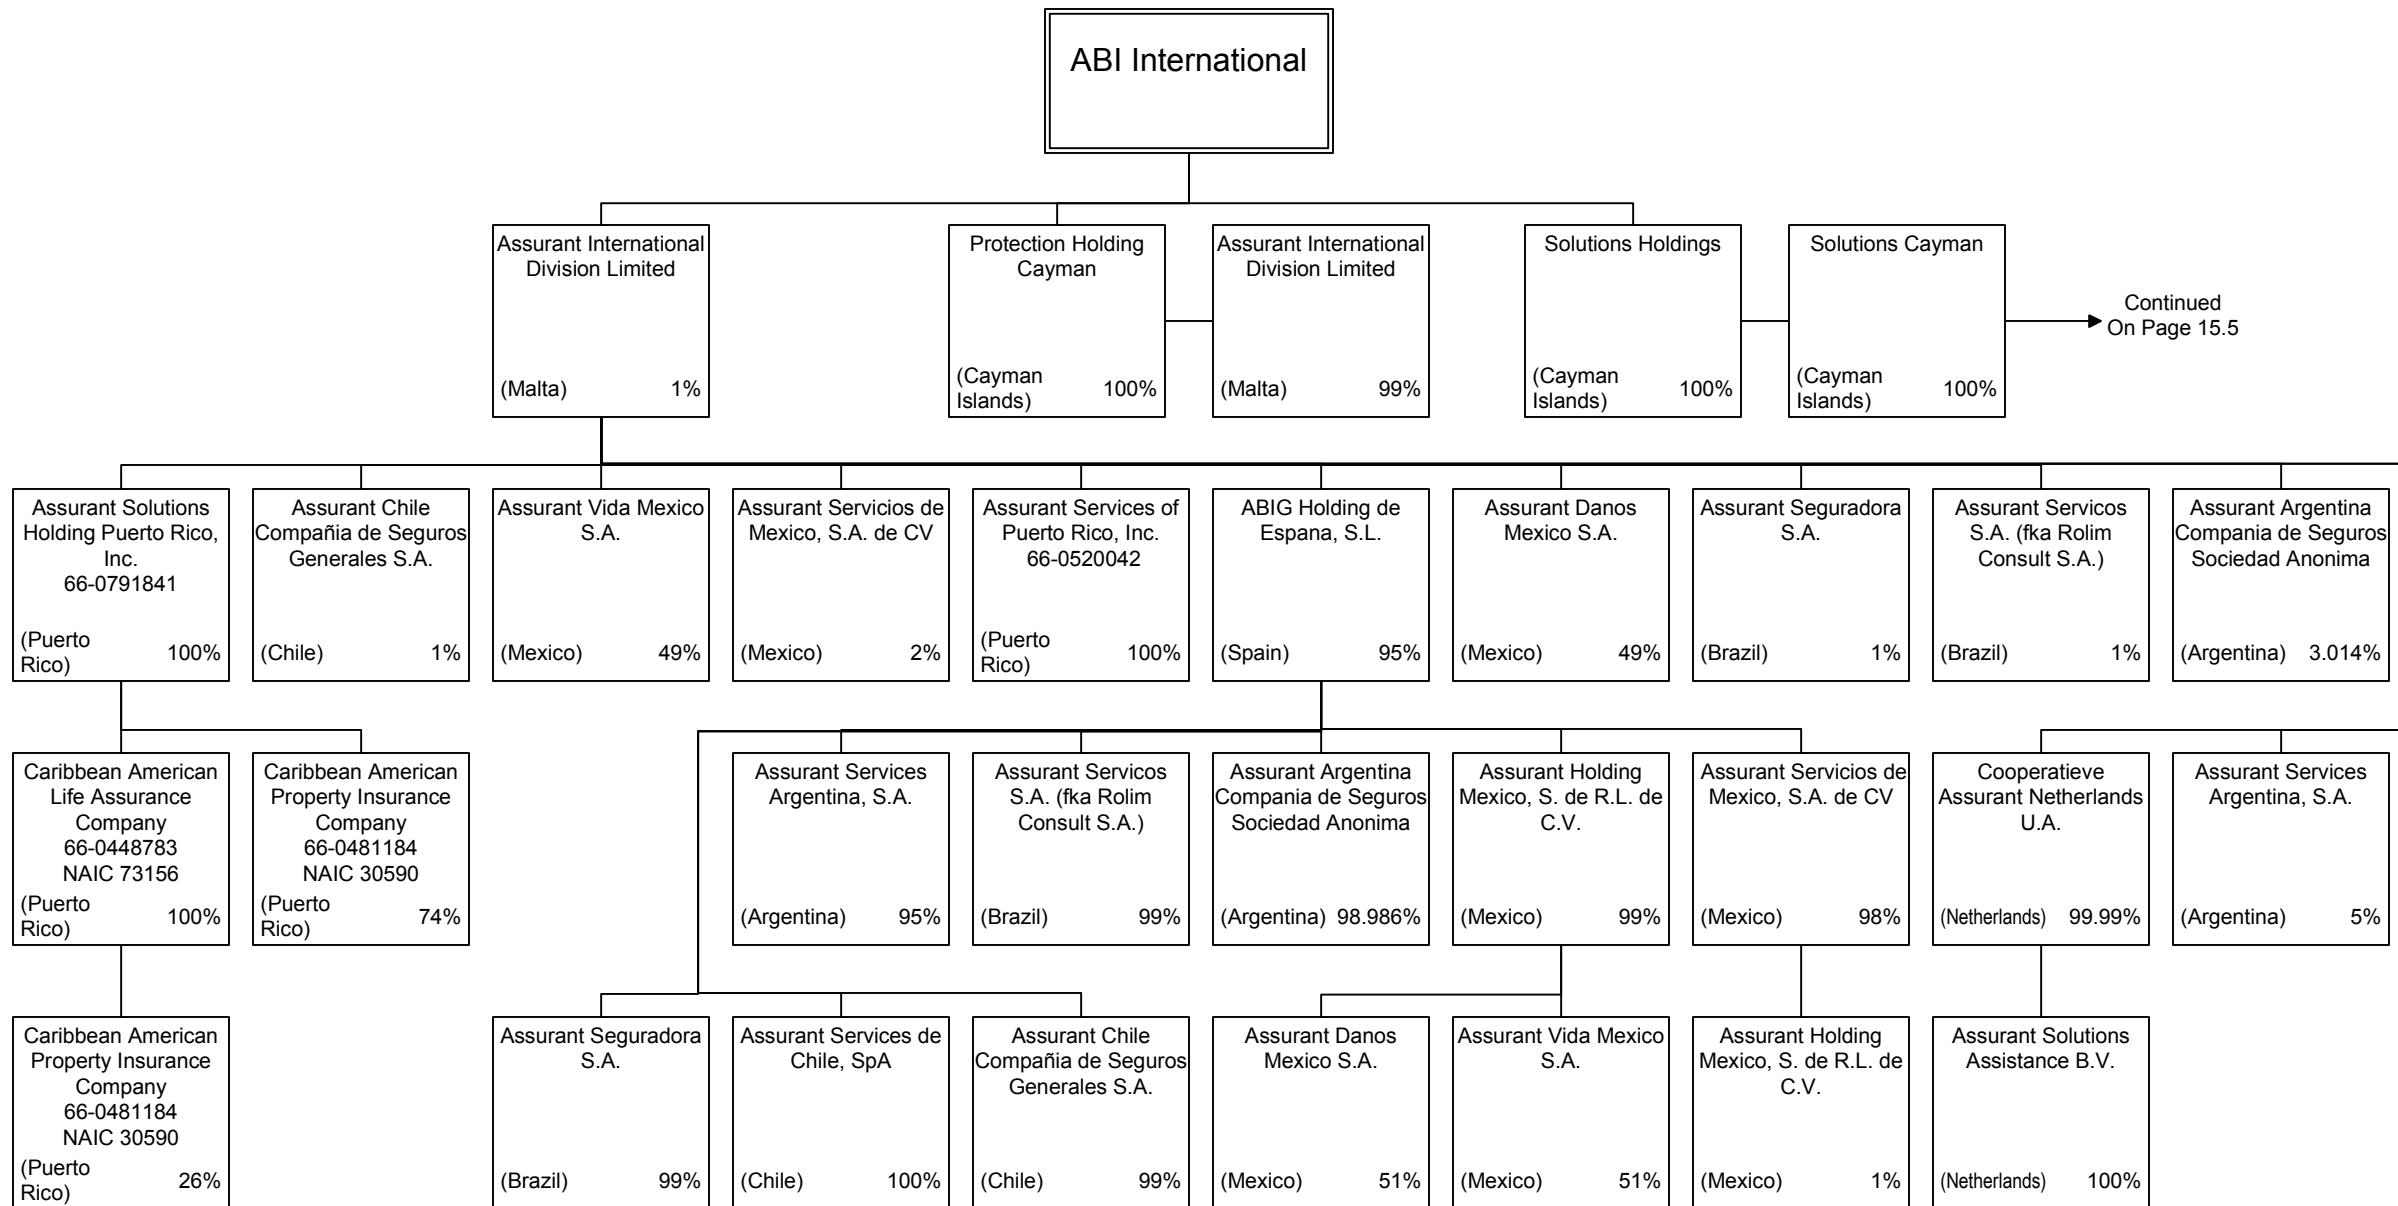 ABI International
Assurant International
Division Limited
(Malta) 1%
Protection Holding
Cayman
(Cayman
Islands) 100%
Assurant International
Division Limited
(Malta) 99%
Solutions Holdings
(Cayman
Islands) 100%
Solutions Cayman
(Cayman
Islands) 100%
Continued
On Page 15.5
Assurant Solutions
Holding Puerto Rico,
Inc.
66-0791841
(Puerto
Rico) 100%
Assurant Chile
Compañia de Seguros
Generales S.A.
(Chile) 1%
Assurant Vida Mexico
S.A.
(Mexico) 49%
Assurant Servicios de
Mexico, S.A. de CV
(Mexico) 2%
Assurant Services of
Puerto Rico, Inc.
66-0520042
(Puerto
Rico) 100%
ABIG Holding de
Espana, S.L.
(Spain) 95%
Assurant Danos
Mexico S.A.
(Mexico) 49%
Assurant Seguradora
S.A.
(Brazil) 1%
Assurant Servicos
S.A. (fka Rolim
Consult S.A.)
(Brazil) 1%
Assurant Argentina
Compania de Seguros
Sociedad Anonima
(Argentina) 3.014%
Caribbean American
Life Assurance
Company
66-0448783
NAIC 73156
(Puerto
Rico) 100%
Caribbean American
Property Insurance
Company
66-0481184
NAIC 30590
(Puerto
Rico) 74%
Assurant Services
Argentina, S.A.
(Argentina) 95%
Assurant Servicos
S.A. (fka Rolim
Consult S.A.)
(Brazil) 99%
Assurant Argentina
Compania de Seguros
Sociedad Anonima
(Argentina) 98.986%
Assurant Holding
Mexico, S. de R.L. de
C.V.
(Mexico) 99%
Assurant Servicios de
Mexico, S.A. de CV
(Mexico) 98%
Cooperatieve
Assurant Netherlands
U.A.
(Netherlands) 99.99%
Assurant Services
Argentina, S.A.
(Argentina) 5%
Caribbean American
Property Insurance
Company
66-0481184
NAIC 30590
(Puerto
Rico) 26%
Assurant Seguradora
S.A.
(Brazil) 99%
Assurant Services de
Chile, SpA
(Chile) 100%
Assurant Chile
Compañia de Seguros
Generales S.A.
(Chile) 99%
Assurant Danos
Mexico S.A.
(Mexico) 51%
Assurant Vida Mexico
S.A.
(Mexico) 51%
Assurant Holding
Mexico, S. de R.L. de
C.V.
(Mexico) 1%
Assurant Solutions
Assistance B.V.
(Netherlands) 100%